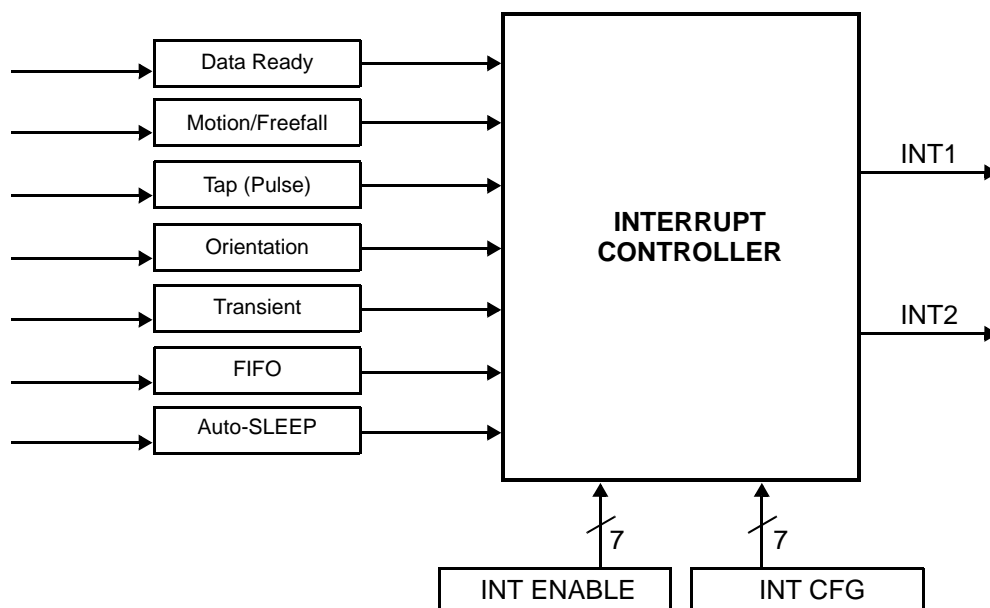 Data Ready
Motion/Freefall
Tap (Pulse)
Orientation
Transient
FIFO
Auto-SLEEP
INTERRUPT
CONTROLLER
INT1
INT2
7
7
INT ENABLE
INT CFG